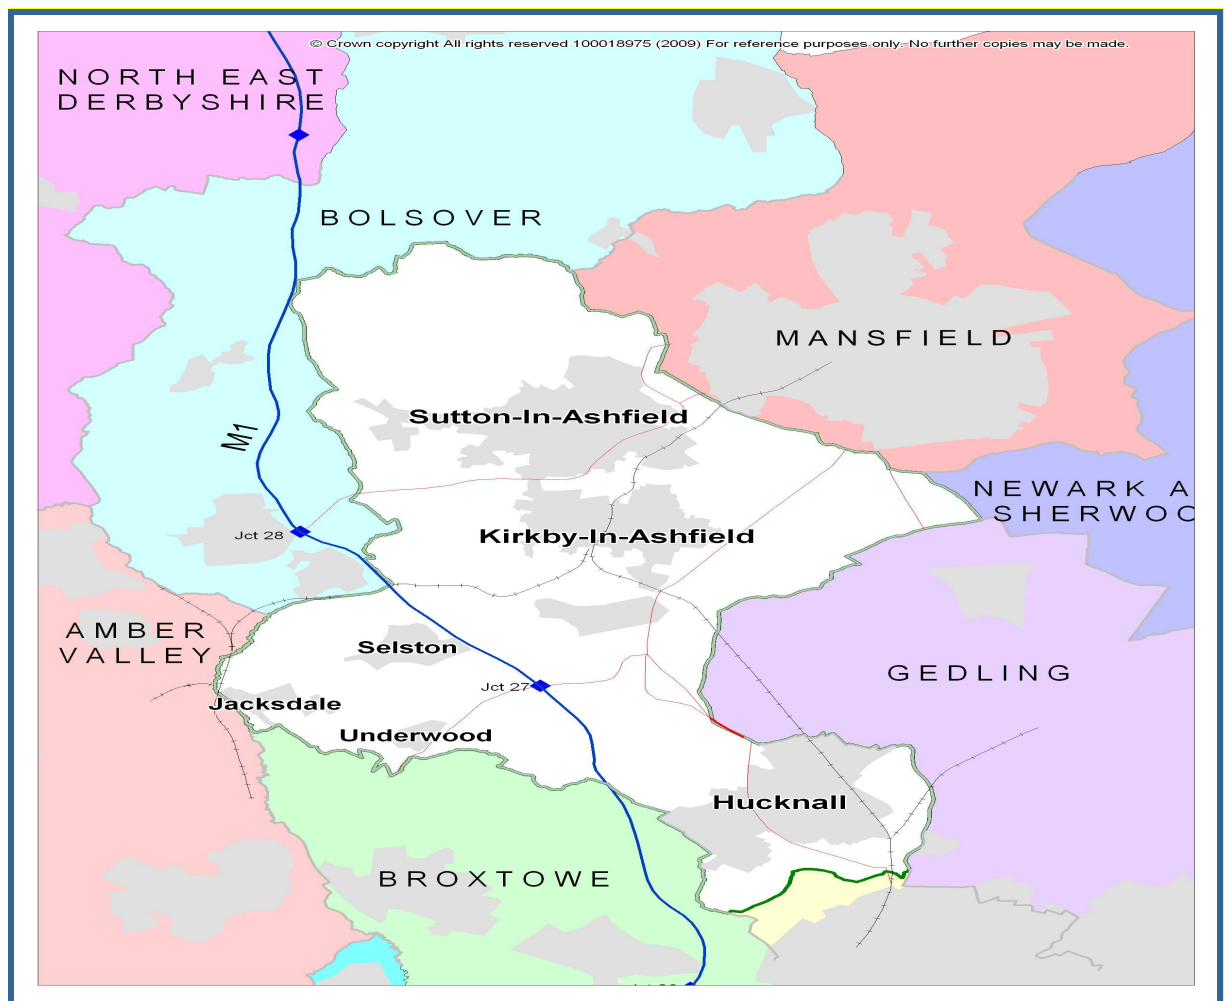 © Crown copyright All rights reserved 100018975 (2009) For reference purposes only. No further copies may be made.
NORTH EAST
DERBYSHIRE
BOLSOVER
MANSFIELD
Sutton-In-Ashfield
M1
NEWARK A
SHERWOO
Jct 28
Kirkby-In-Ashfield
AMBER
VALLEY
Selston
GEDLING
Jct 27
Jacksdale
Underwood
Hucknall
BROXTOWE